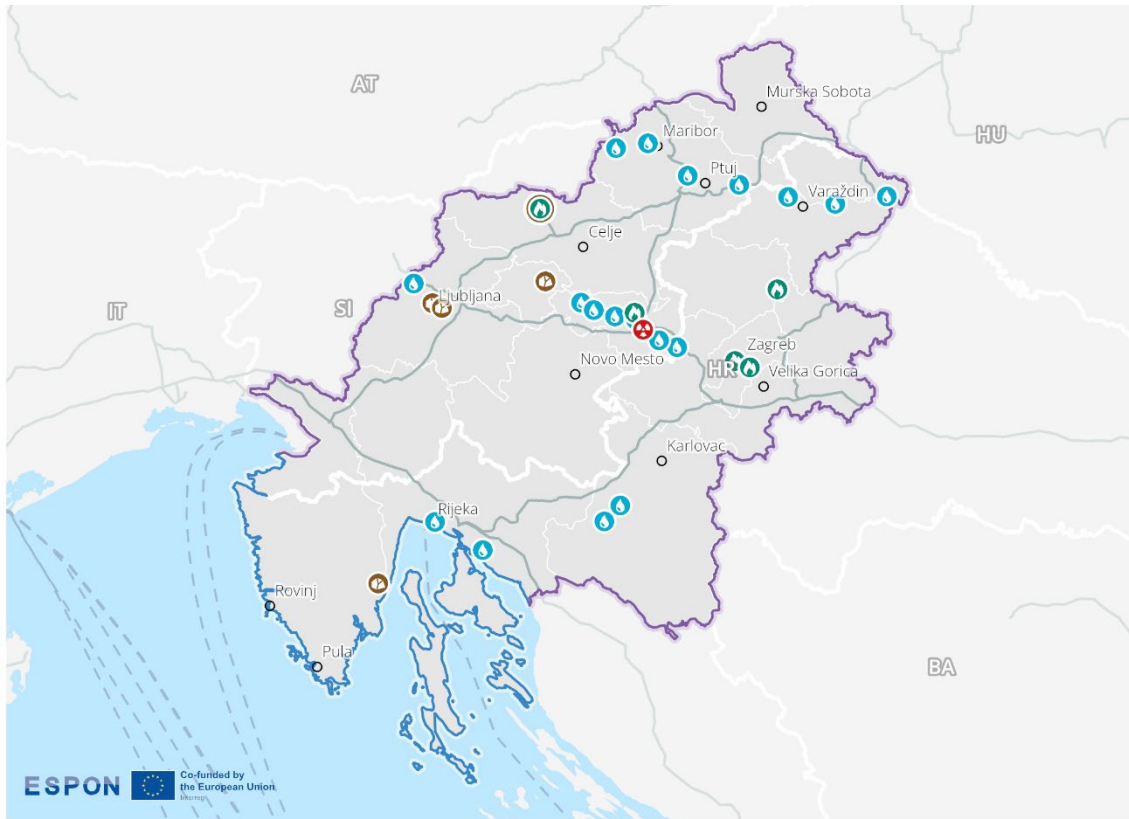 AT
Murska Sobota
HU
Maribor
Ptuj
Varaždin
Celje
SI
Ljubljana
IT
Zagreb
Novo Mesto
HR
Velika Gorica
Karlovac
Rijeka
Rovinj
Pula
BA
ESPON
Co-funded by
the European Union
Interreg